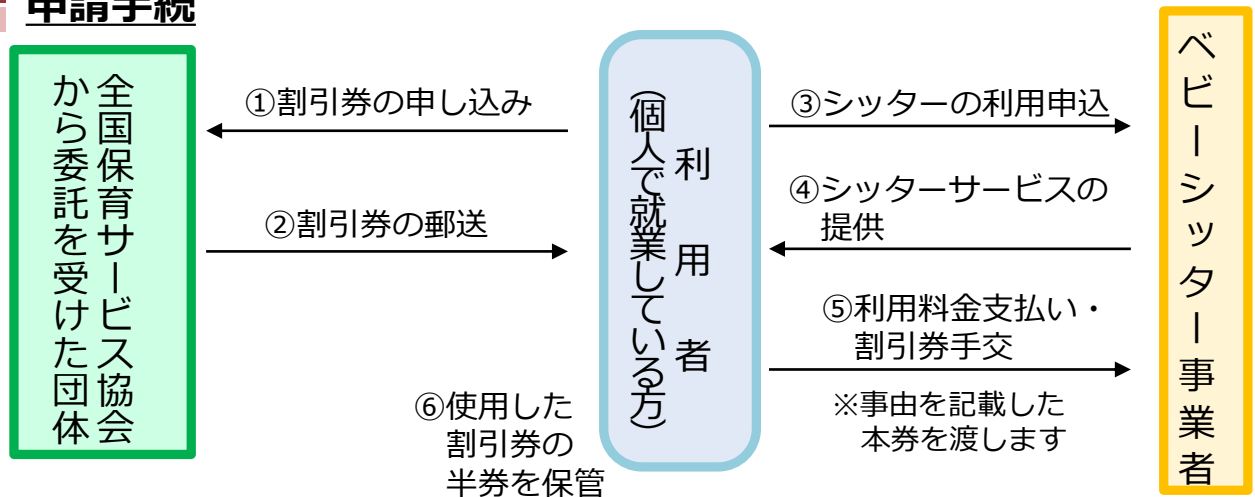 申請手続
全国保育サービス協会
から委託を受けた団体
①割引券の申し込み
②割引券の郵送
利用者
(個人で就業している方)
⑥使用した
割引券の
半券を保管
③シッターの利用申込
④シッターサービスの
提供
⑤利用料金支払い・
割引券手交
※事由を記載した
本券を渡します
ベビーシッター事業者